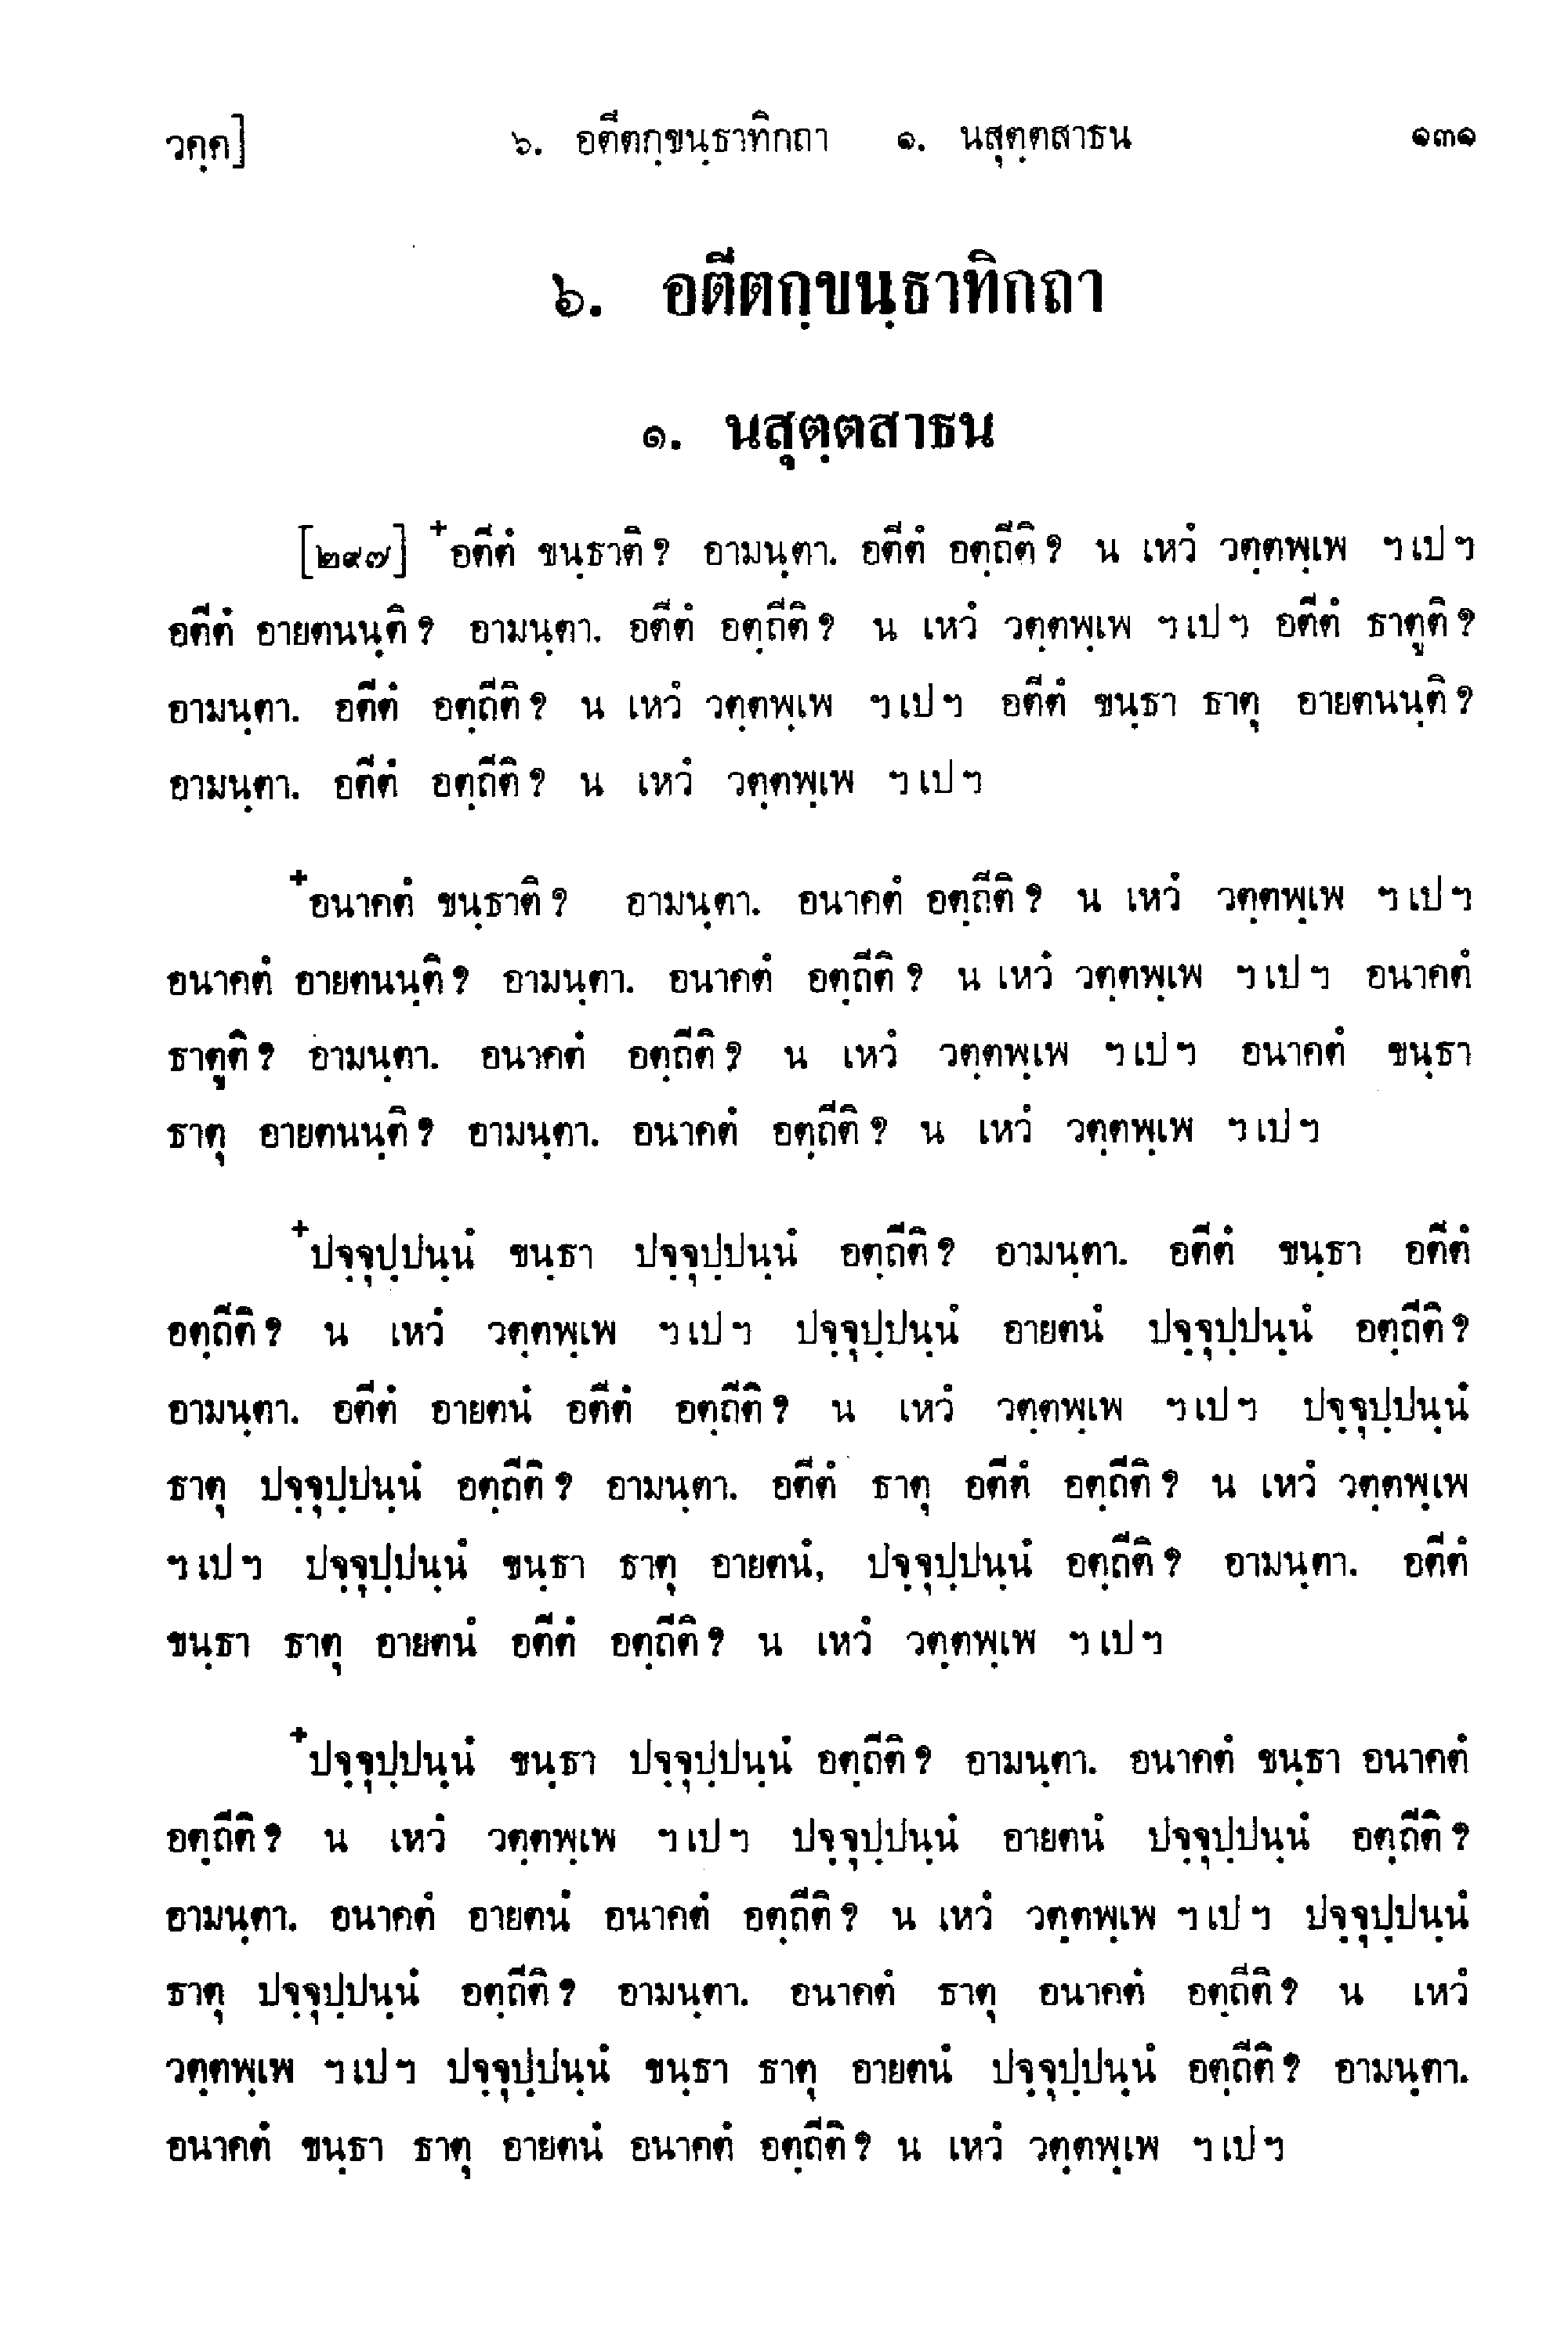 วคฺค] ๖. อตีตกฺขนฺธาทิกถา ๑. นสุตฺตสาธน ๑๓๑
๖. อตีตกฺขนฺธาทิกถา
๑. นสุตฺตสาธน
[๒๙๗] ⁺อตีตํ ขนฺธาติ? อามนฺตา. อตีตํ อตฺถีติ? น เหวํ วตฺตพฺเพ ฯเปฯ
อตีตํ อายตนนฺติ? อามนฺตา. อตีตํ อตฺถีติ? น เหวํ วตฺตพฺเพ ฯเปฯ อตีตํ ธาตูติ?
อามนฺตา. อตีตํ อตฺถีติ? น เหวํ วตฺตพฺเพ ฯเปฯ อตีตํ ขนฺธา ธาตุ อายตนนฺติ?
อามนฺตา. อตีตํ อตฺถีติ? น เหวํ วตฺตพฺเพ ฯเปฯ
⁺อนาคตํ ขนฺธาติ? อามนฺตา. อนาคตํ อตฺถีติ? น เหวํ วตฺตพฺเพ ฯเปฯ
อนาคตํ อายตนนฺติ? อามนฺตา. อนาคตํ อตฺถีติ? น เหวํ วตฺตพฺเพ ฯเปฯ อนาคตํ
ธาตูติ? อามนฺตา. อนาคตํ อตฺถีติ? น เหวํ วตฺตพฺเพ ฯเปฯ อนาคตํ ขนฺธา
ธาตุ อายตนนฺติ? อามนฺตา. อนาคตํ อตฺถีติ? น เหวํ วตฺตพฺเพ ฯเปฯ
⁺ปจฺจุปฺปนฺนํ ขนฺธา ปจฺจุปฺปนฺนํ อตฺถีติ? อามนฺตา. อตีตํ ขนฺธา อตีตํ
อตฺถีติ? น เหวํ วตฺตพฺเพ ฯเปฯ ปจฺจุปฺปนฺนํ อายตนํ ปจฺจุปฺปนฺนํ อตฺถีติ?
อามนฺตา. อตีตํ อายตนํ อตีตํ อตฺถีติ? น เหวํ วตฺตพฺเพ ฯเปฯ ปจฺจุปฺปนฺนํ
ธาตุ ปจฺจุปฺปนฺนํ อตฺถีติ? อามนฺตา. อตีตํ ธาตุ อตีตํ อตฺถีติ? น เหวํ วตฺตพฺเพ
ฯเปฯ ปจฺจุปฺปนฺนํ ขนฺธา ธาตุ อายตนํ, ปจฺจุปฺปนฺนํ อตฺถีติ? อามนฺตา. อตีตํ
ขนฺธา ธาตุ อายตนํ อตีตํ อตฺถีติ? น เหวํ วตฺตพฺเพ ฯเปฯ
⁺ปจฺจุปฺปนฺนํ ขนฺธา ปจฺจุปฺปนฺนํ อตฺถีติ? อามนฺตา. อนาคตํ ขนฺธา อนาคตํ
อตฺถีติ? น เหวํ วตฺตพฺเพ ฯเปฯ ปจฺจุปฺปนฺนํ อายตนํ ปจฺจุปฺปนฺนํ อตฺถีติ?
อามนฺตา. อนาคตํ อายตนํ อนาคตํ อตฺถีติ? น เหวํ วตฺตพฺเพ ฯเปฯ ปจฺจุปฺปนฺนํ
ธาตุ ปจฺจุปฺปนฺนํ อตฺถีติ? อามนฺตา. อนาคตํ ธาตุ อนาคตํ อตฺถีติ? น เหวํ
วตฺตพฺเพ ฯเปฯ ปจฺจุปฺปนฺนํ ขนฺธา ธาตุ อายตนํ ปจฺจุปฺปนฺนํ อตฺถีติ? อามนฺตา.
อนาคตํ ขนฺธา ธาตุ อายตนํ อนาคตํ อตฺถีติ? น เหวํ วตฺตพฺเพ ฯเปฯ